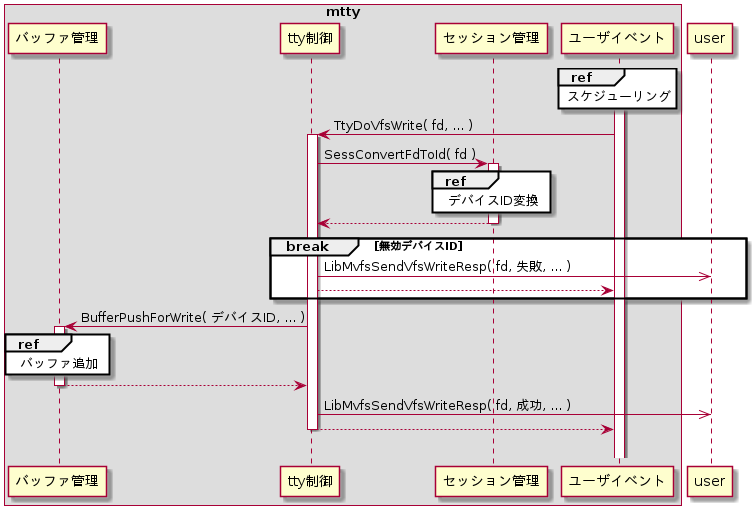 mtty
バッファ管理
tty制御
セッション管理
ユーザイベント
user
ref
スケジューリング
TtyDoVfsWrite( fd, ... )
SessConvertFdToId( fd )
ref
デバイスID変換
break
[無効デバイスID]
LibMvfsSendVfsWriteResp( fd, 失敗, ... )
BufferPushForWrite( デバイスID, ... )
ref
バッファ追加
LibMvfsSendVfsWriteResp( fd, 成功, ... )
バッファ管理
tty制御
セッション管理
ユーザイベント
user